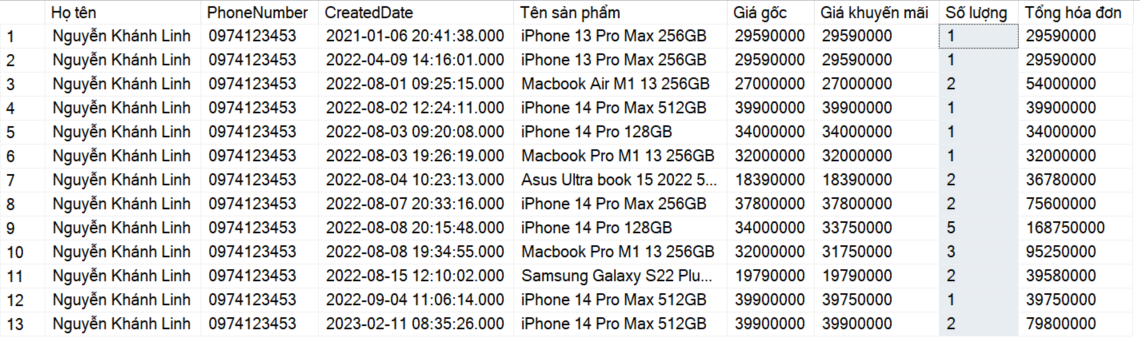 Họ tên PhoneNumber CreatedDate Tên sản phẩm Giá gốc Giá khuyến mãi Số lượng Tổng hóa đơn
1 Nguyễn Khánh Linh 0974123453 2021-01-06 20:41:38.000 iPhone 13 Pro Max 256GB 29590000 29590000 1 29590000
2 Nguyễn Khánh Linh 0974123453 2022-04-09 14:16:01.000 iPhone 13 Pro Max 256GB 29590000 29590000 1 29590000
3 Nguyễn Khánh Linh 0974123453 2022-08-01 09:25:15.000 Macbook Air M1 13 256GB 27000000 27000000 2 54000000
4 Nguyễn Khánh Linh 0974123453 2022-08-02 12:24:11.000 iPhone 14 Pro Max 512GB 39900000 39900000 1 39900000
5 Nguyễn Khánh Linh 0974123453 2022-08-03 09:20:08.000 iPhone 14 Pro 128GB 34000000 34000000 1 34000000
6 Nguyễn Khánh Linh 0974123453 2022-08-03 19:26:19.000 Macbook Pro M1 13 256GB 32000000 32000000 1 32000000
7 Nguyễn Khánh Linh 0974123453 2022-08-04 10:23:13.000 Asus Ultra book 15 2022 5... 18390000 18390000 2 36780000
8 Nguyễn Khánh Linh 0974123453 2022-08-07 20:33:16.000 iPhone 14 Pro Max 256GB 37800000 37800000 2 75600000
9 Nguyễn Khánh Linh 0974123453 2022-08-08 20:15:48.000 iPhone 14 Pro 128GB 34000000 33750000 5 168750000
10 Nguyễn Khánh Linh 0974123453 2022-08-08 19:34:55.000 Macbook Pro M1 13 256GB 32000000 31750000 3 95250000
11 Nguyễn Khánh Linh 0974123453 2022-08-15 12:10:02.000 Samsung Galaxy S22 Plu... 19790000 19790000 2 39580000
12 Nguyễn Khánh Linh 0974123453 2022-09-04 11:06:14.000 iPhone 14 Pro Max 512GB 39900000 39750000 1 39750000
13 Nguyễn Khánh Linh 0974123453 2023-02-11 08:35:26.000 iPhone 14 Pro Max 512GB 39900000 39900000 2 79800000